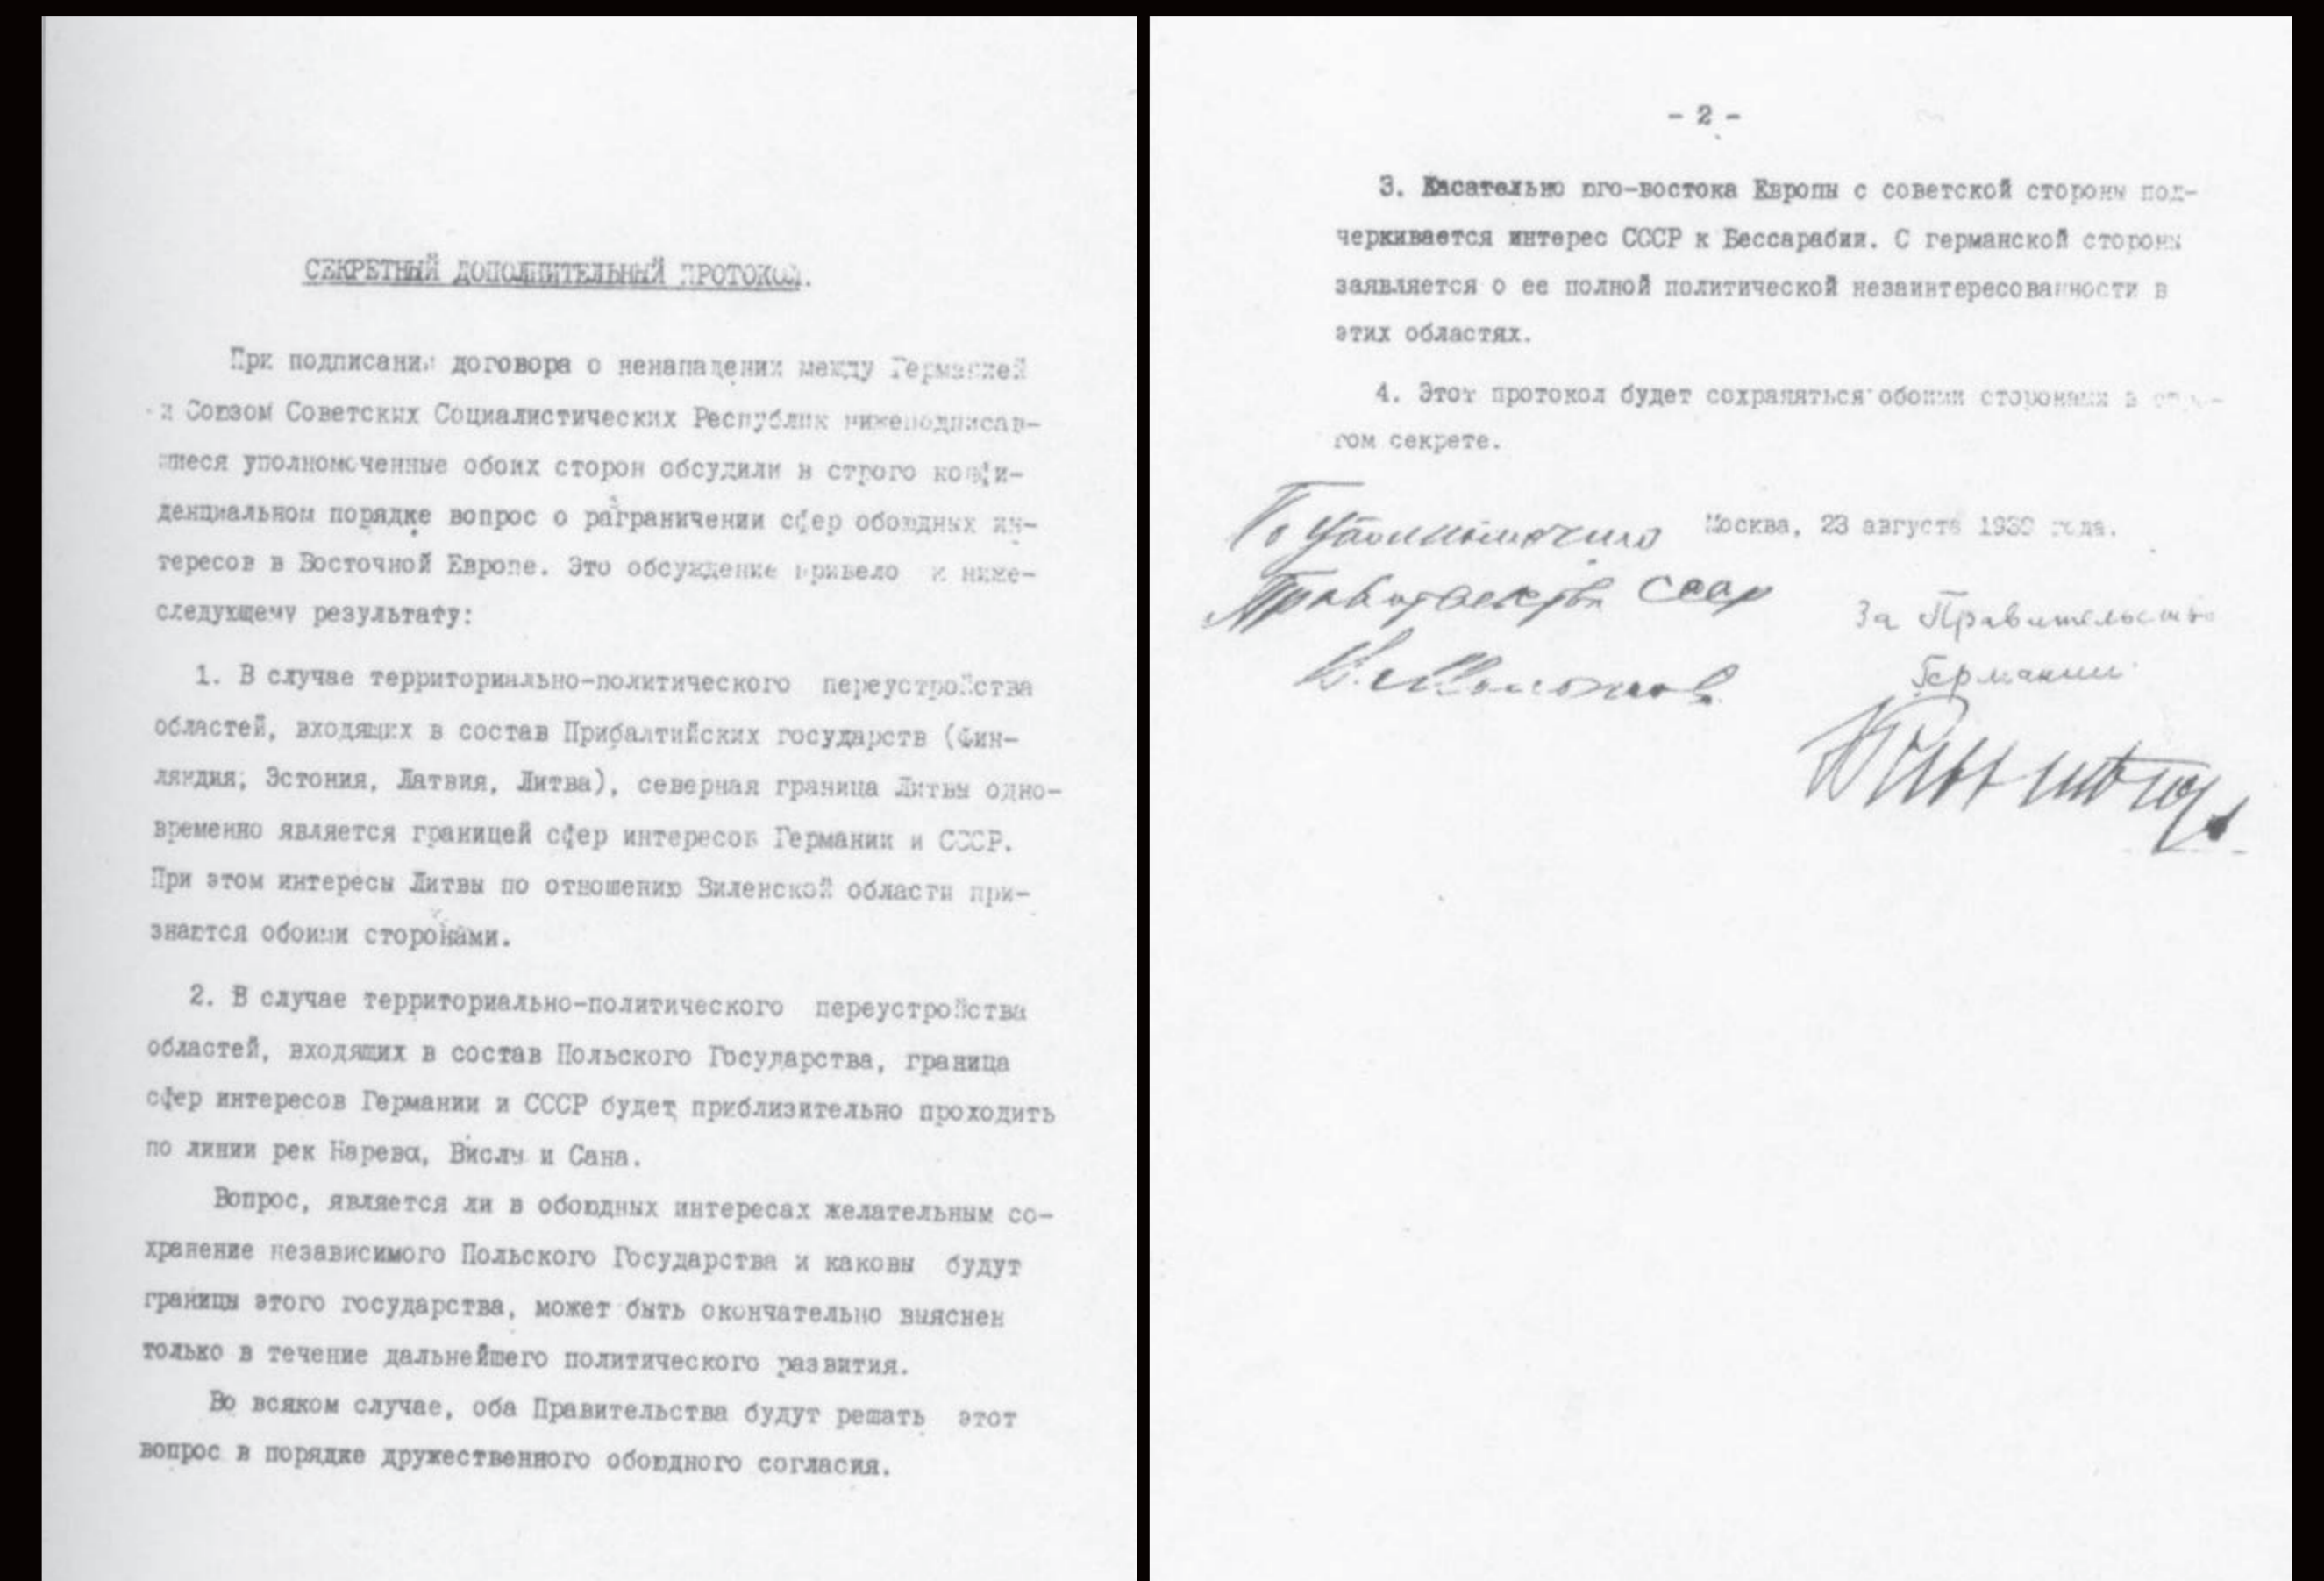 СЕКРЕТНЫЙ ДОПОЛНИТЕЛЬНЫЙ ПРОТОКОЛ.
При подписании договора о ненападении между Германией
и Союзом Советских Социалистических Республик нижеподписав-
шиеся уполномоченные обоих сторон обсудили в строго конфи-
денциальном порядке вопрос о разграничении сфер обоюдных ин-
тересов в Восточной Европе. Это обсуждение привело к ниже-
следующему результату:
1. В случае территориально-политического переустройства
областей, входящих в состав Прибалтийских государств (Фин-
ляндия, Эстония, Латвия, Литва), северная граница Литвы одно-
временно является границей сфер интересов Германии и СССР.
При этом интересы Литвы по отношению Виленской области при-
знаются обоими сторонами.
2. В случае территориально-политического переустройства
областей, входящих в состав Польского Государства, граница
сфер интересов Германии и СССР будет приблизительно проходить
по линии рек Нарева, Вислы и Сана.
Вопрос, является ли в обоюдных интересах желательным со-
хранение независимого Польского Государства и каковы будут
границы этого государства, может быть окончательно выяснен
только в течение дальнейшего политического развития.
Во всяком случае, оба Правительства будут решать этот
вопрос в порядке дружественного обоюдного согласия.
- 2 -
3. Касательно юго-востока Европы с советской стороны под-
черкивается интерес СССР к Бессарабии. С германской стороны
заявляется о ее полной политической незаинтересованности в
этих областях.
4. Этот протокол будет сохраняться обоими сторонами в стро-
гом секрете.
Москва, 23 августа 1939 года.
По уполномочию
Правительства СССР
В. Молотов
За Правительство
Германии